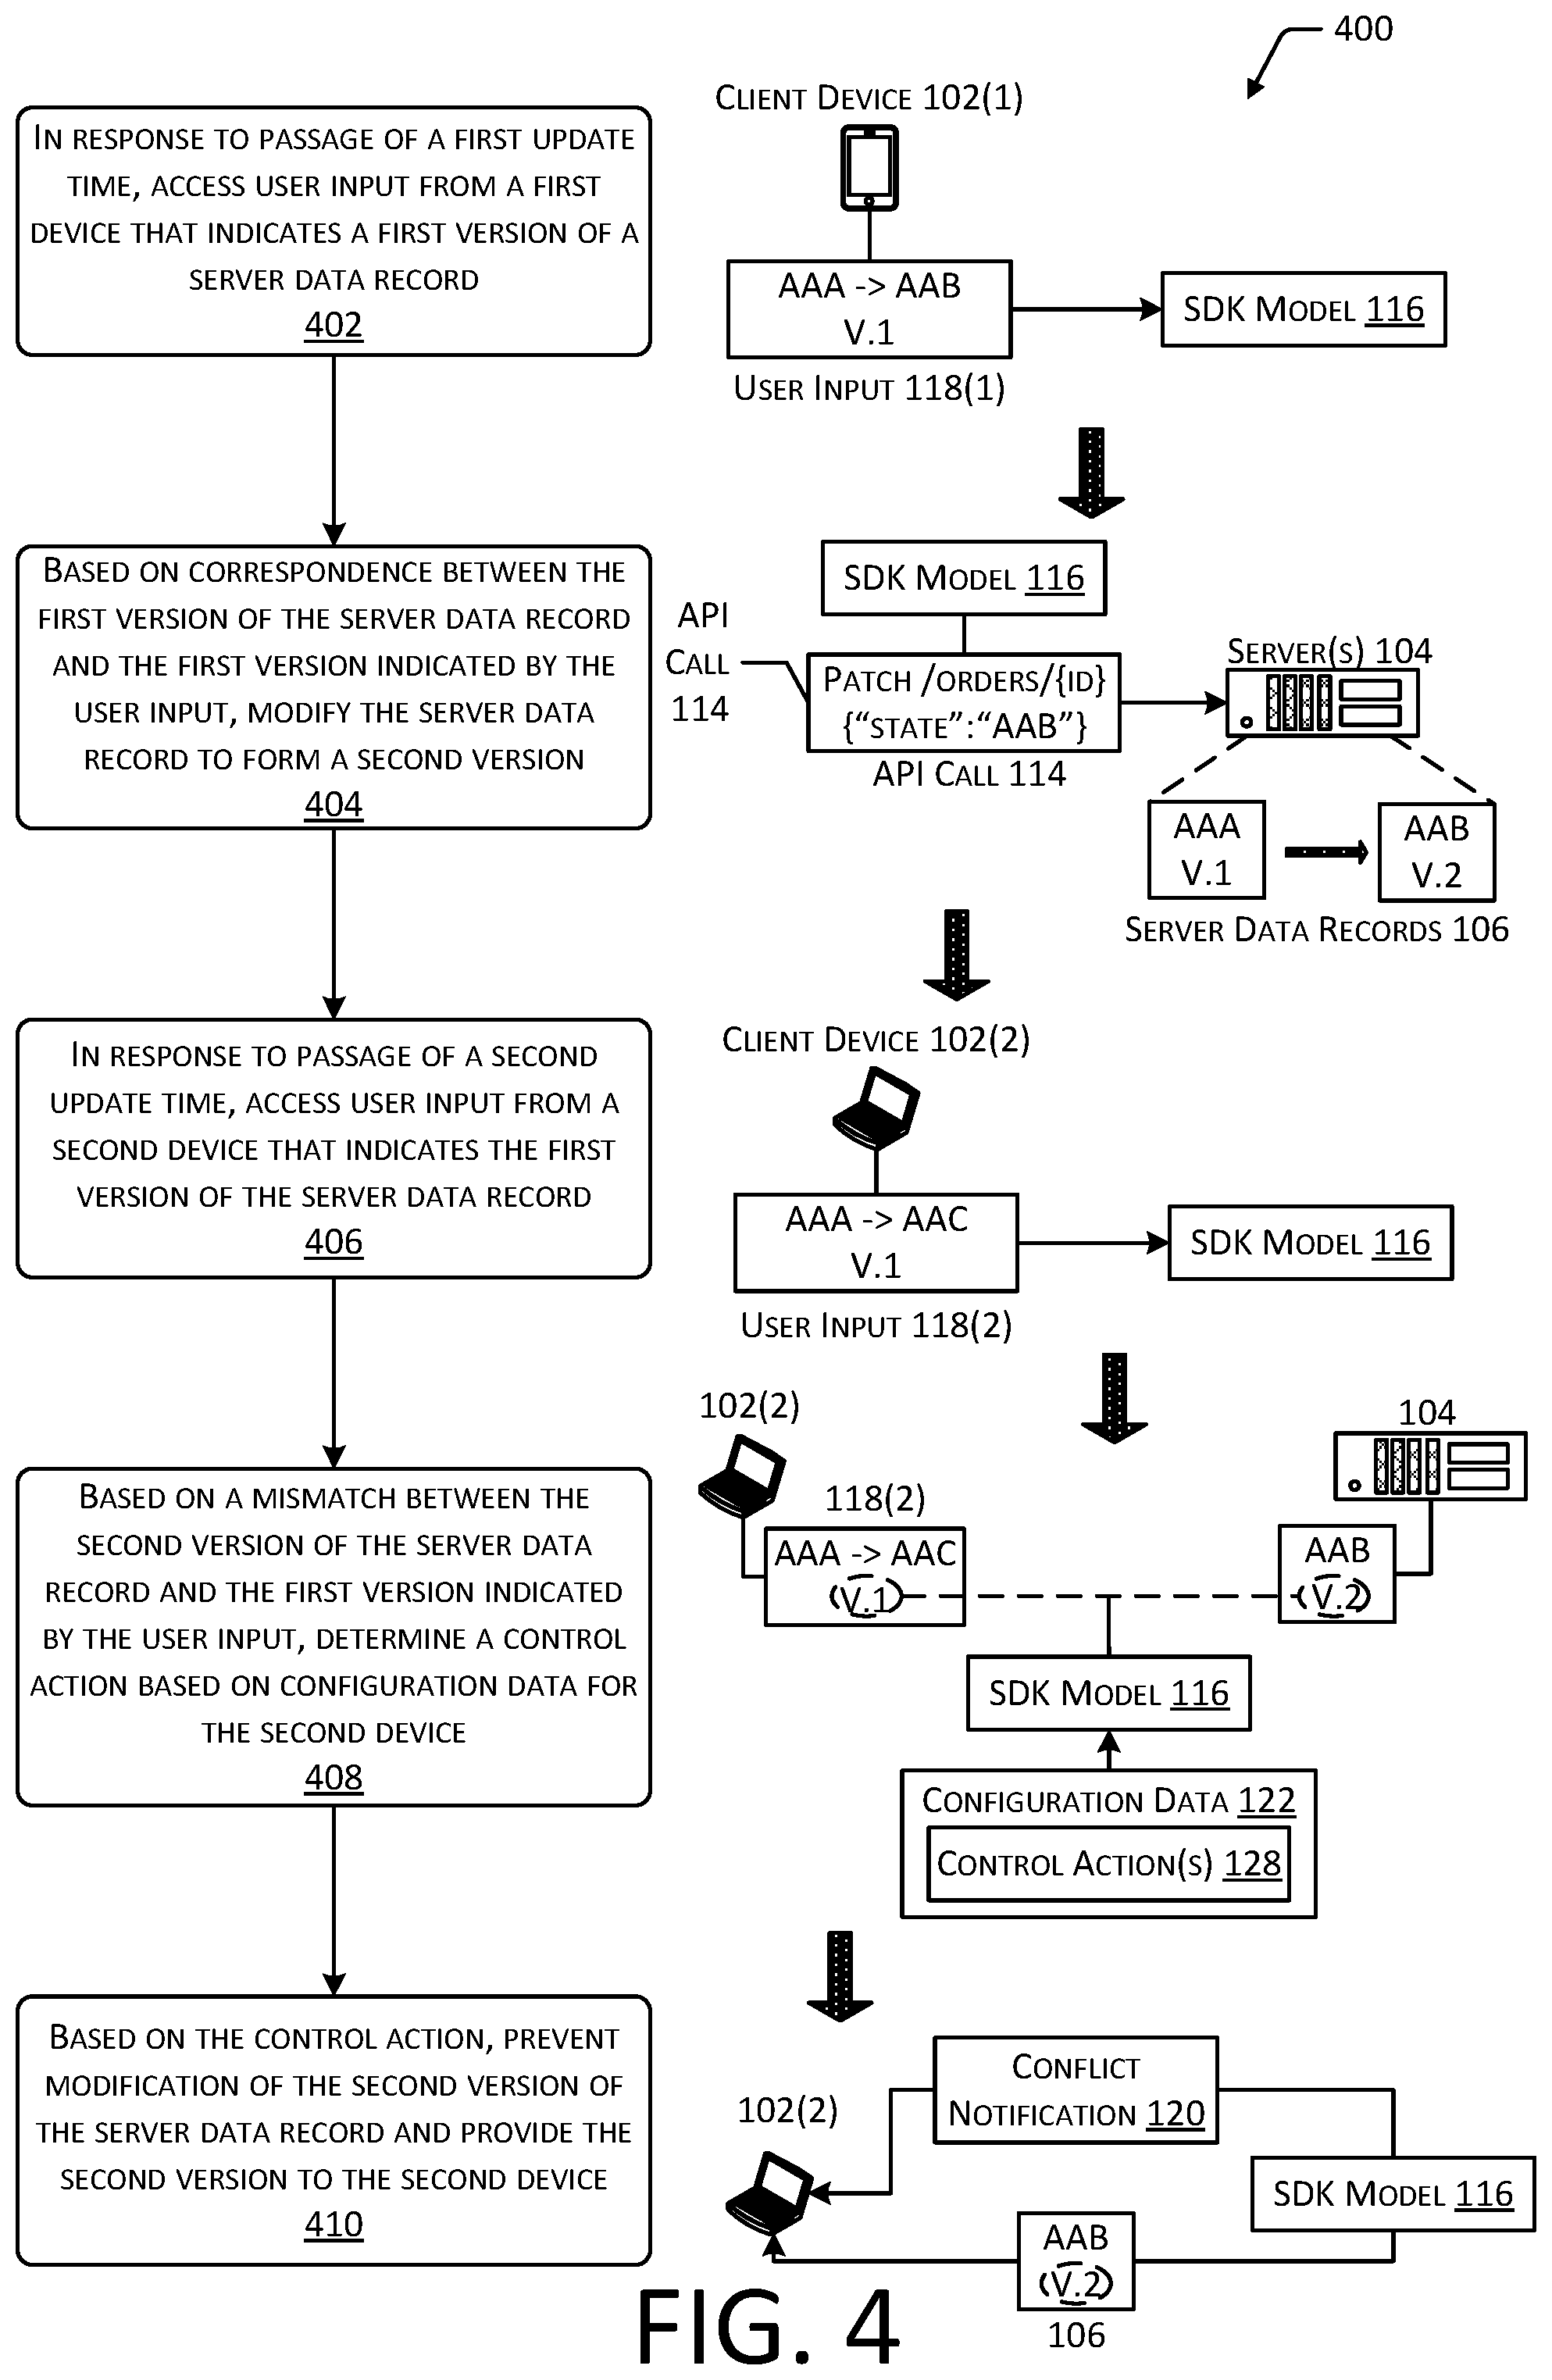 400
CLIENT DEVICE 102(1)
IN RESPONSE TO PASSAGE OF A FIRST UPDATE
TIME, ACCESS USER INPUT FROM A FIRST
DEVICE THAT INDICATES A FIRST VERSION OF A
SERVER DATA RECORD
402
AAA -> AAB
V.1
USER INPUT 118(1)
SDK MODEL 116
BASED ON CORRESPONDENCE BETWEEN THE
FIRST VERSION OF THE SERVER DATA RECORD
AND THE FIRST VERSION INDICATED BY THE
USER INPUT, MODIFY THE SERVER DATA
RECORD TO FORM A SECOND VERSION
404
SDK MODEL 116
API
CALL
114
PATCH /ORDERS/{ID}
{“STATE”:“AAB”}
API CALL 114
SERVER(S) 104
AAA
V.1
AAB
V.2
SERVER DATA RECORDS 106
IN RESPONSE TO PASSAGE OF A SECOND
UPDATE TIME, ACCESS USER INPUT FROM A
SECOND DEVICE THAT INDICATES THE FIRST
VERSION OF THE SERVER DATA RECORD
406
CLIENT DEVICE 102(2)
AAA -> AAC
V.1
USER INPUT 118(2)
SDK MODEL 116
BASED ON A MISMATCH BETWEEN THE
SECOND VERSION OF THE SERVER DATA
RECORD AND THE FIRST VERSION INDICATED
BY THE USER INPUT, DETERMINE A CONTROL
ACTION BASED ON CONFIGURATION DATA FOR
THE SECOND DEVICE
408
102(2)
118(2)
AAA -> AAC
V.1
104
AAB
V.2
SDK MODEL 116
CONFIGURATION DATA 122
CONTROL ACTION(S) 128
BASED ON THE CONTROL ACTION, PREVENT
MODIFICATION OF THE SECOND VERSION OF
THE SERVER DATA RECORD AND PROVIDE THE
SECOND VERSION TO THE SECOND DEVICE
410
102(2)
CONFLICT
NOTIFICATION 120
SDK MODEL 116
AAB
V.2
106
FIG. 4